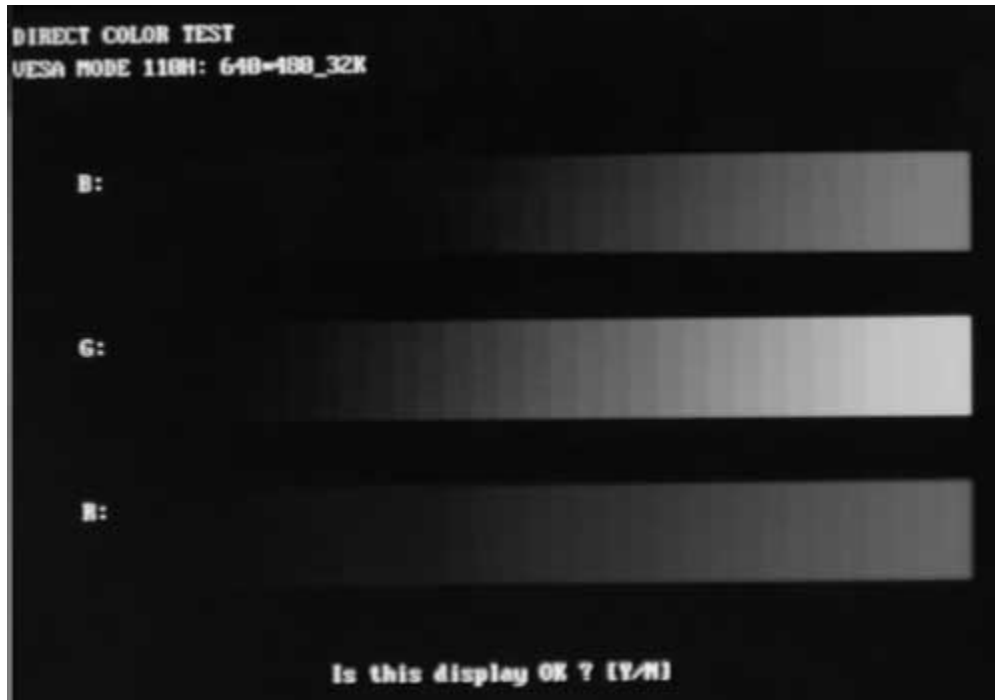 DIRECT COLOR TEST
VESA MODE 110H: 640×480_32K
B:
G:
R:
Is this display OK ? [Y/N]